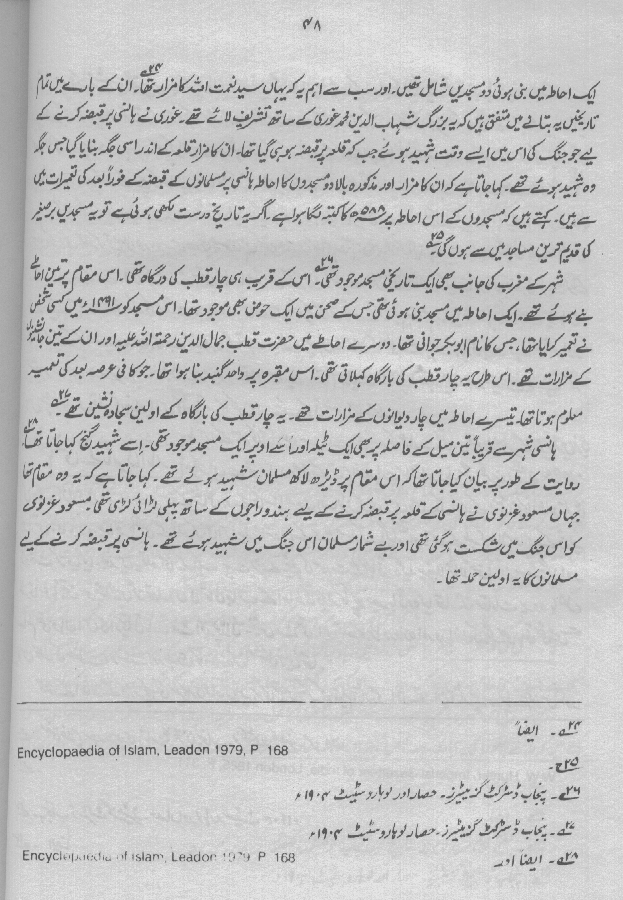 ۴۸
ایک احاطہ میں بنی ہوئی دو مسجدیں شامل تھیں۔ اور سب سے اہم یہ کہ یہاں سید نعمت اللہ کا مزار تھا۔۲۴ ان کے بارے میں تمام
تاریخیں یہ بتانے میں متفق ہیں کہ یہ بزرگ شہاب الدین محمد غوری کے ساتھ تشریف لائے تھے۔ غوری نے ہانسی پر قبضہ کرنے کے
لیے جو جنگ کی اس میں ایسے وقت شہید ہوئے جب کہ قلعہ پر قبضہ ہو ہی گیا تھا۔ ان کا مزار قلعہ کے اندر اسی جگہ بنایا گیا جس جگہ
وہ شہید ہوئے تھے۔ کہا جاتا ہے کہ ان کا مزار اور مذکورہ بالا دو مسجدوں کا احاطہ ہانسی پر مسلمانوں کے قبضہ کے فوراً بعد کی تعمیرات میں
سے ہیں۔ کہتے ہیں کہ مسجدوں کے اس احاطہ پر ۵۸۸ھ کا کتبہ لگا ہوا ہے۔ اگر یہ تاریخ درست لکھی ہوئی ہے تو یہ مسجدیں برصغیر
کی قدیم ترین مساجد میں سے ہوں گی۔۲۵
شہر کے مغرب کی جانب بھی ایک تاریخی مسجد موجود تھی۔۲۶ اس کے قریب ہی چار قطب کی درگاہ تھی۔ اس مقام پر تین احاطے
بنے ہوئے تھے۔ ایک احاطہ میں مسجد بنی ہوئی تھی جس کے صحن میں ایک حوض بھی موجود تھا۔ اس مسجد کو ۱۴۹۱ء میں کسی شخص
نے تعمیر کرایا تھا، جس کا نام ابوبکر جوانی تھا۔ دوسرے احاطے میں حضرت قطب جمال الدین رحمتہ اللہ علیہ اور ان کے تین جانشینوں
کے مزارات تھے۔ اس طرح یہ چار قطب کی بارگاہ کہلاتی تھی۔ اس مقبرہ پر واحد گنبد بنا ہوا تھا۔ جو کافی عرصہ بعد کی تعمیر
معلوم ہوتا تھا۔ تیسرے احاطہ میں چار دیوانوں کے مزارات تھے۔ یہ چار قطب کی بارگاہ کے اولین سجادہ نشین تھے۔۲۷
ہانسی شہر سے قریباً تین میل کے فاصلہ پر بھی ایک ٹیلہ اور اسکے اوپر ایک مسجد موجود تھی۔ اسے شہید گنج کہا جاتا تھا۔۲۸
روایت کے طور پر بیان کیا جاتا تھا کہ اس مقام پر ڈیڑھ لاکھ مسلمان شہید ہوئے تھے۔ کہا جاتا ہے کہ یہ وہ مقام تھا
جہاں مسعود غزنوی نے ہانسی کے قلعہ پر قبضہ کرنے کے لیے ہندو راجوں کے ساتھ پہلی لڑائی لڑی تھی۔ مسعود غزنوی
کو اس جنگ میں شکست ہو گئی تھی اور بے شمار مسلمان اس جنگ میں شہید ہوئے تھے۔ ہانسی پر قبضہ کرنے کے لیے
مسلمانوں کا یہ اولین حملہ تھا۔
۲۴۔ ایضاً
Encyclopaedia of Islam, Leadon 1979, P 168
۲۵۔
۲۶۔ پنجاب ڈسٹرکٹ گزیٹیرز۔ حصار اور لوہارو سٹیٹ ۱۹۰۴ء
۲۷۔ پنجاب ڈسٹرکٹ گزیٹیرز۔ حصار لوہارو سٹیٹ ۱۹۰۴ء
۲۸۔ ایضاً اور
Encyclopaedia of Islam, Leadon 1979 P 168